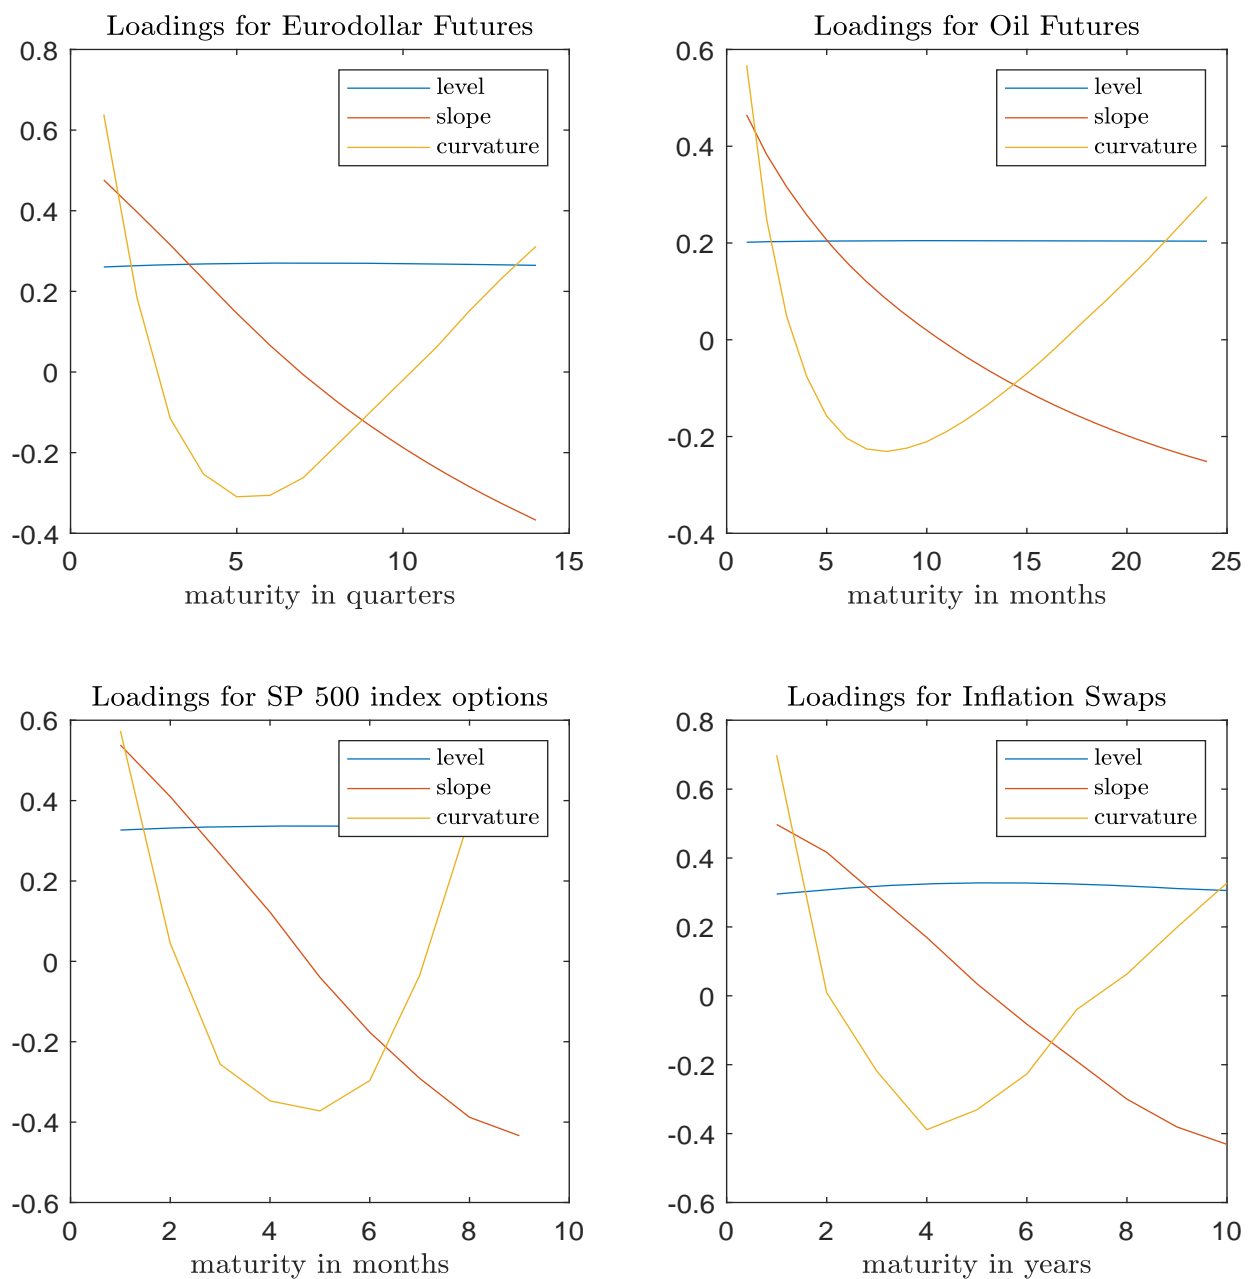 Loadings for Eurodollar Futures
0.8
0.6
0.4
0.2
0
-0.2
-0.4
level
slope
curvature
0 5 10 15
maturity in quarters
Loadings for Oil Futures
0.6
0.4
0.2
0
-0.2
-0.4
level
slope
curvature
0 5 10 15 20 25
maturity in months
Loadings for SP 500 index options
0.6
0.4
0.2
0
-0.2
-0.4
-0.6
level
slope
curvature
0 2 4 6 8 10
maturity in months
Loadings for Inflation Swaps
0.8
0.6
0.4
0.2
0
-0.2
-0.4
-0.6
level
slope
curvature
0 2 4 6 8 10
maturity in years